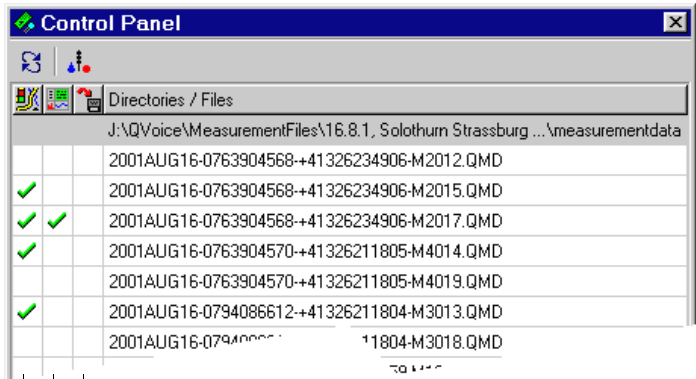 Control Panel
Directories / Files
J:\QVoice\MeasurementFiles\16.8.1, Solothurn Strassburg ...\measurementdata
2001AUG16-0763904568-+41326234906-M2012.QMD
2001AUG16-0763904568-+41326234906-M2015.QMD
2001AUG16-0763904568-+41326234906-M2017.QMD
2001AUG16-0763904570-+41326211805-M4014.QMD
2001AUG16-0763904570-+41326211805-M4019.QMD
2001AUG16-0794086612-+41326211804-M3013.QMD
2001AUG16-0794 11804-M3018.QMD